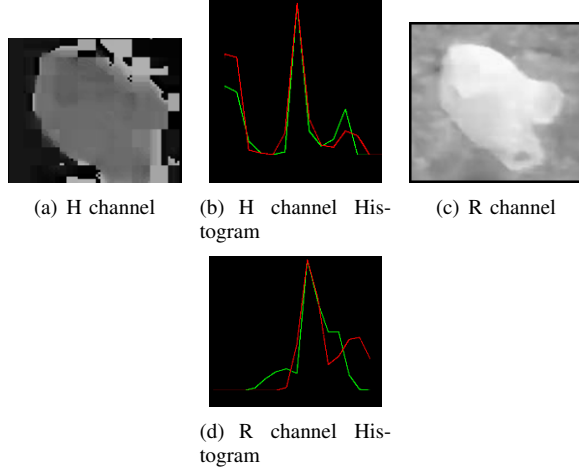 (a) H channel
(b) H channel His-
togram
(c) R channel
(d) R channel His-
togram